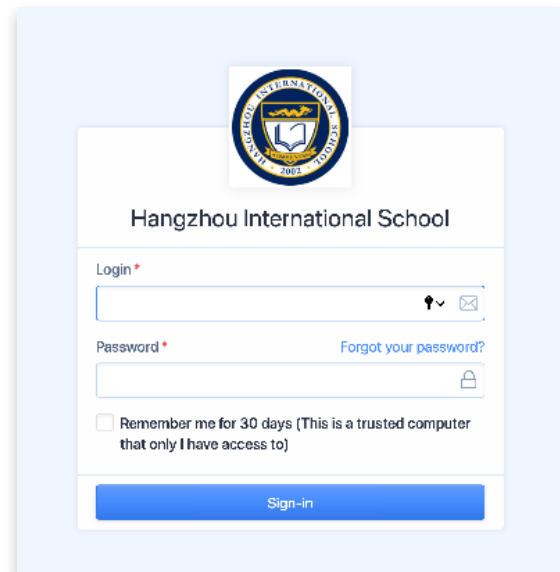 HANGZHOU INTERNATIONAL SCHOOL
2002
Hangzhou International School
Login *
Password *
Forgot your password?
Remember me for 30 days (This is a trusted computer
that only I have access to)
Sign-in